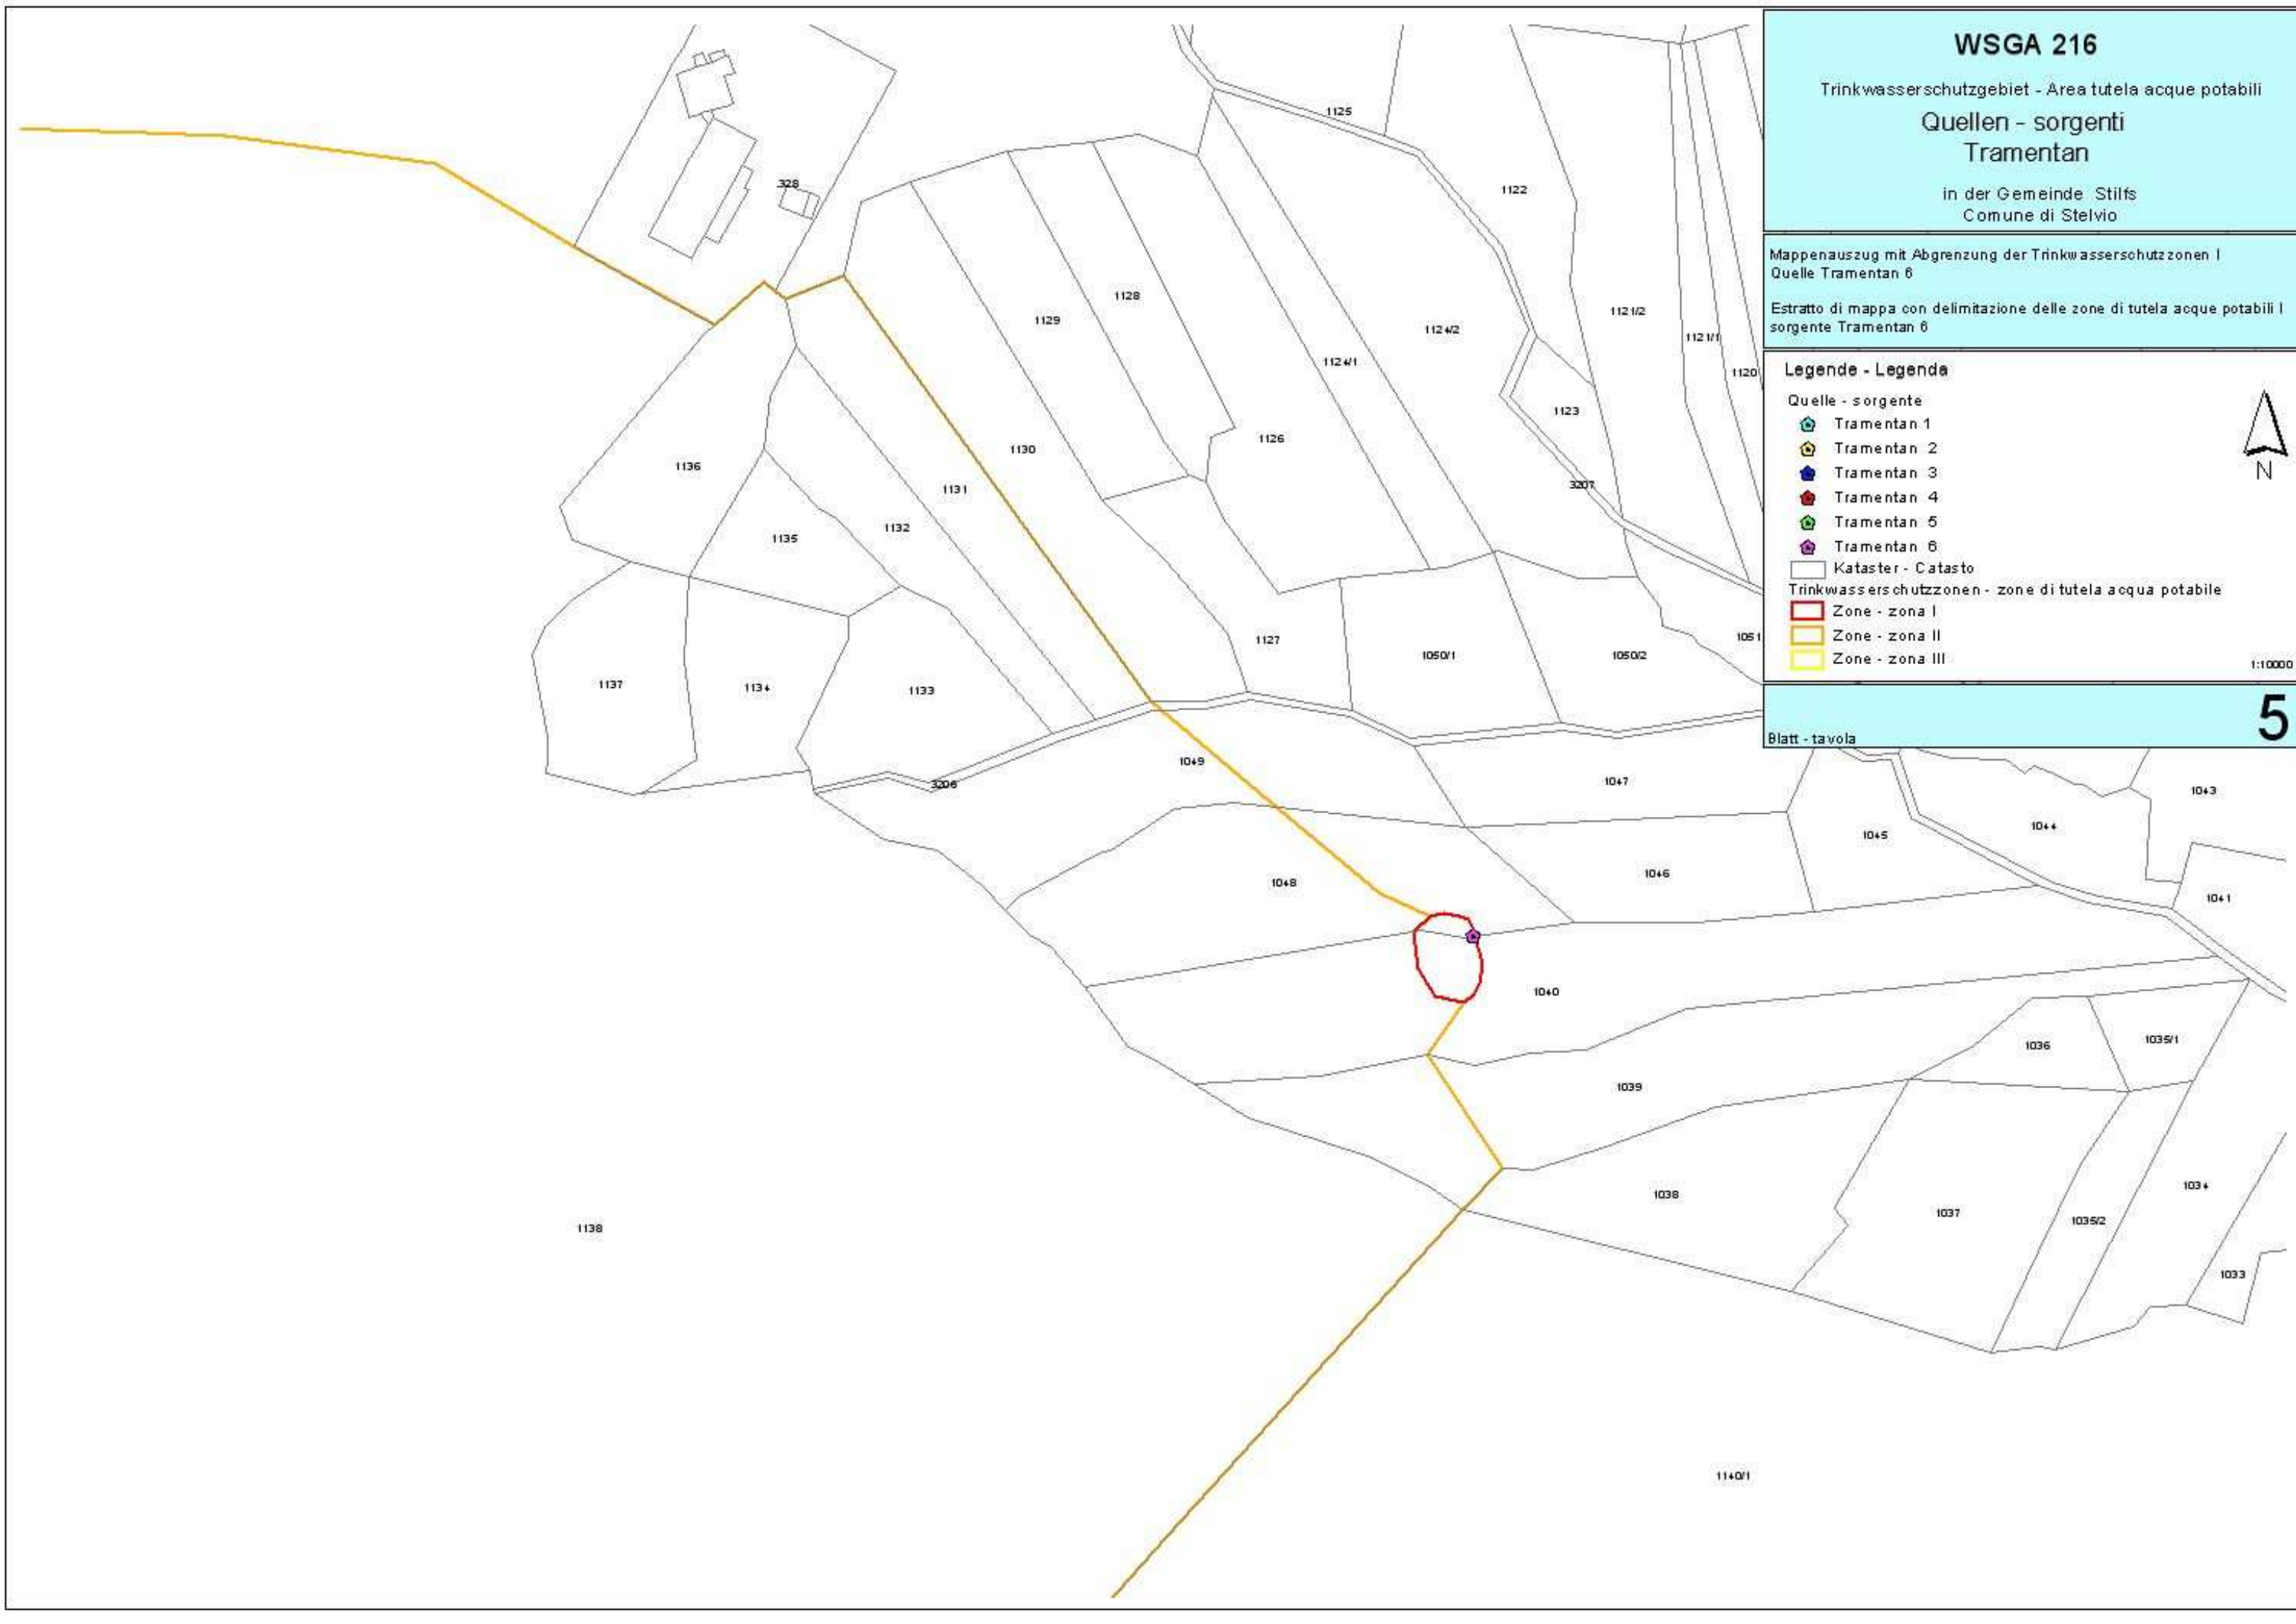 WSGA 216
Trinkwasserschutzgebiet - Area tutela acque potabili
Quellen - sorgenti
Tramentan
in der Gemeinde Stilfs
Comune di Stelvio
Mappenauszug mit Abgrenzung der Trinkwasserschutzzonen I
Quelle Tramentan 6
Estratto di mappa con delimitazione delle zone di tutela acque potabili I
sorgente Tramentan 6
Legende - Legenda
Quelle - sorgente
Tramentan 1
Tramentan 2
Tramentan 3
Tramentan 4
Tramentan 5
Tramentan 6
Kataster - Catasto
Trinkwasserschutzzonen - zone di tutela acqua potabile
Zone - zona I
Zone - zona II
Zone - zona III
N
1:10000
5
Blatt - tavola
1125
.328
1122
1128
1129
1121/2
1124/2
1121/1
1124/1
1120
1123
1126
1130
1136
3207
1131
1132
1135
1127
1051
1050/1
1050/2
1137
1134
1133
1049
1047
3206
1043
1044
1045
1046
1048
1041
1040
1035/1
1036
1039
1034
1038
1037
1035/2
1138
1033
1140/1